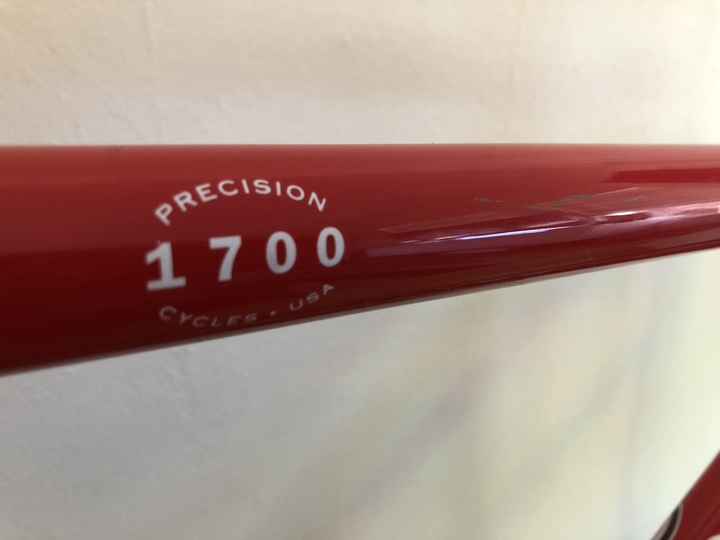 PRECISION
1700
CYCLES • USA